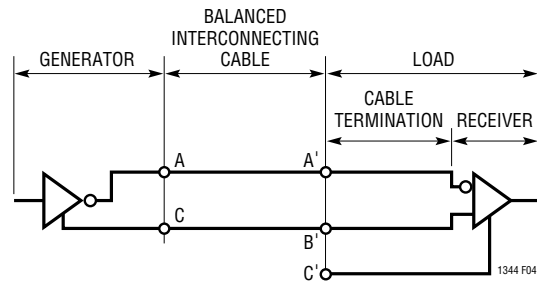 BALANCED
INTERCONNECTING
CABLE
GENERATOR
LOAD
CABLE
TERMINATION
RECEIVER
A
A'
C
B'
C'
1344 F04